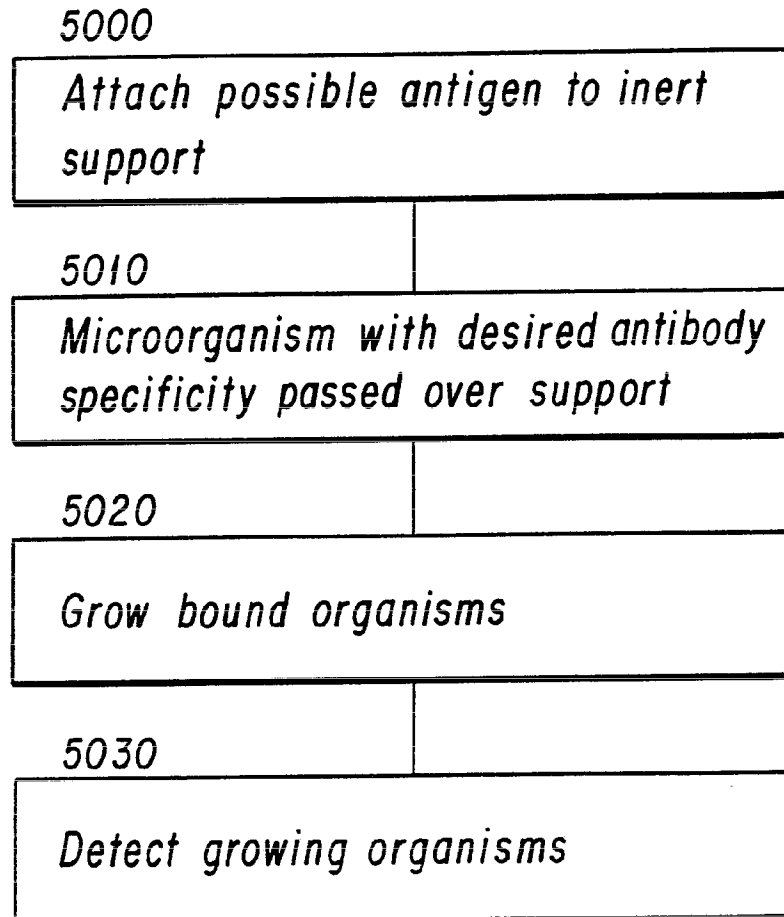 5000
Attach possible antigen to inert
support
5010
Microorganism with desired antibody
specificity passed over support
5020
Grow bound organisms
5030
Detect growing organisms